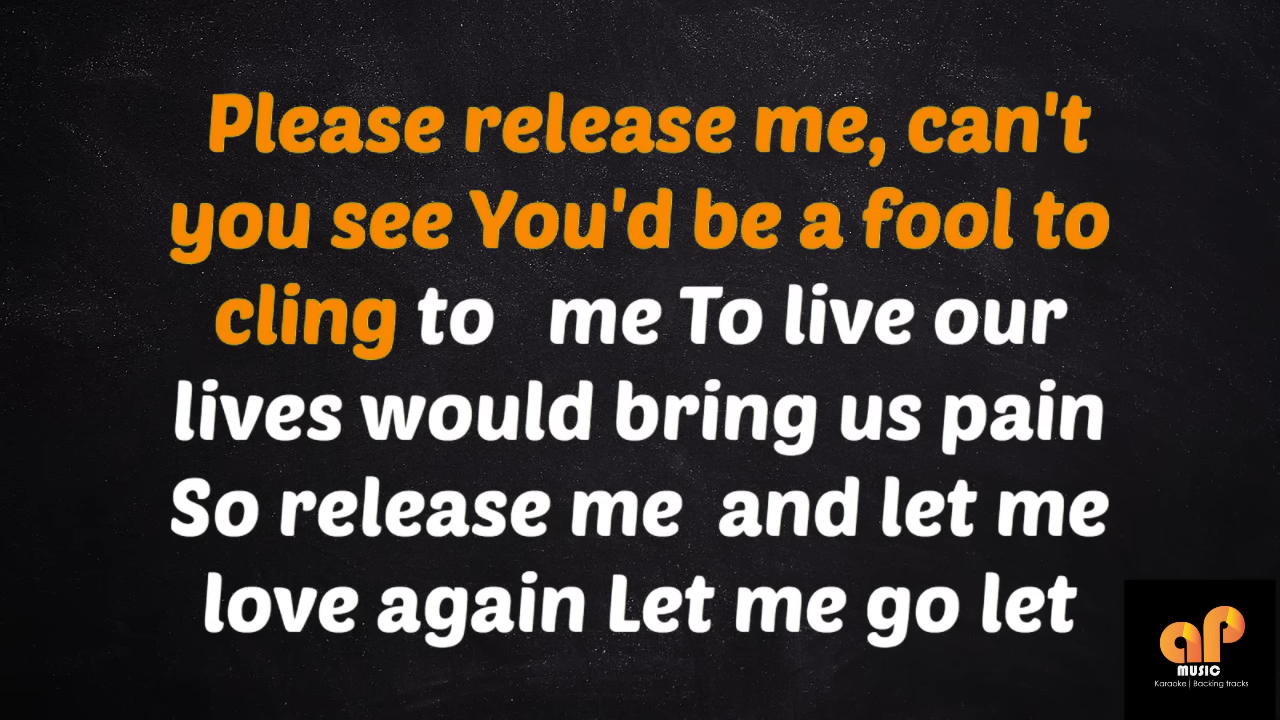 Please release me, can't
you see You'd be a fool to
cling to me To live our
lives would bring us pain
So release me and let me
love again Let me go let
ap
MUSIC
Karaoke | Backing tracks